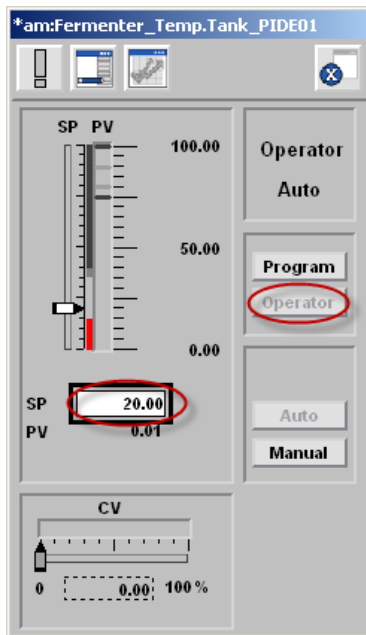 *am:Fermenter_Temp.Tank_PIDE01
SP PV
100.00
50.00
0.00
SP 20.00
PV 0.01
Operator
Auto
Program
Operator
Auto
Manual
CV
0 0.00 100 %